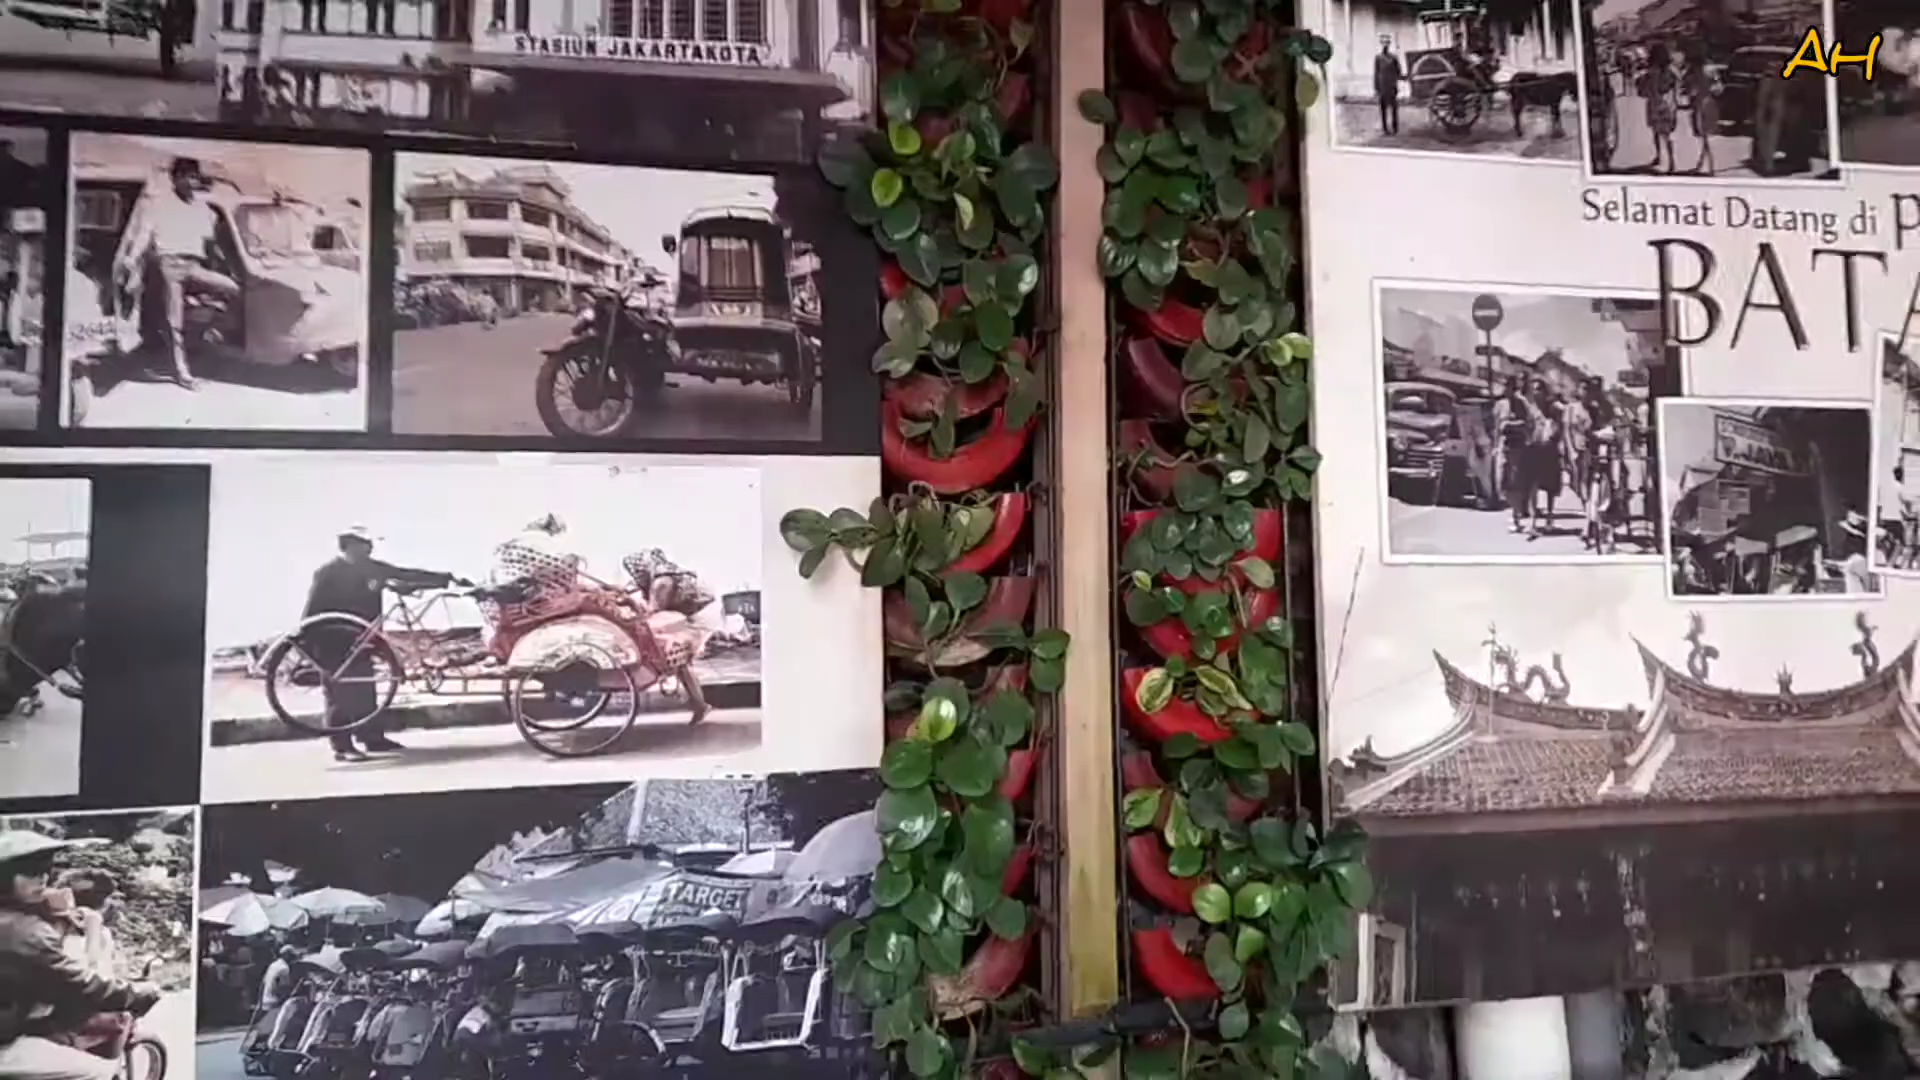 STASIUN JAKARTAKOTA
AH
Selamat Datang di P
BATA
TARGET